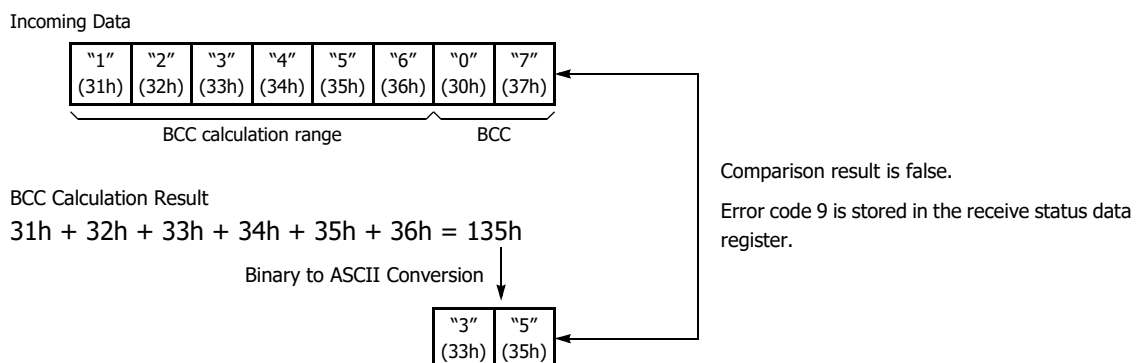 Incoming Data
“1” “2” “3” “4” “5” “6” “0” “7”
(31h) (32h) (33h) (34h) (35h) (36h) (30h) (37h)
BCC calculation range BCC
Comparison result is false.
Error code 9 is stored in the receive status data
register.
BCC Calculation Result
31h + 32h + 33h + 34h + 35h + 36h = 135h
Binary to ASCII Conversion
“3” “5”
(33h) (35h)